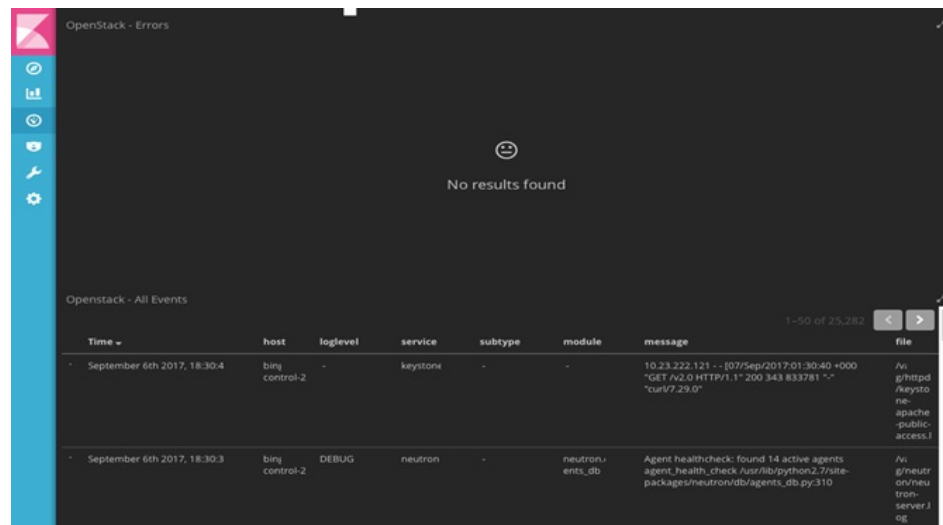 OpenStack - Errors
No results found
Openstack - All Events
1–50 of 25,282
Time host loglevel service subtype module message file
September 6th 2017, 18:30:4 - keystone - - 10.23.222.121 - - [07/Sep/2017:01:30:40 +000
control-2 "GET /v2.0 HTTP/1.1" 200 343 833781 "-" g/httpd
"curl/7.29.0" /keysto
ne-
apache
-public-
access.l
September 6th 2017, 18:30:3 DEBUG neutron - neutron. Agent healthcheck: found 14 active agents
control-2 ents_db agent_health_check /usr/lib/python2.7/site- g/neutr
packages/neutron/db/agents_db.py:310 on/neu
tron-
server.l
og